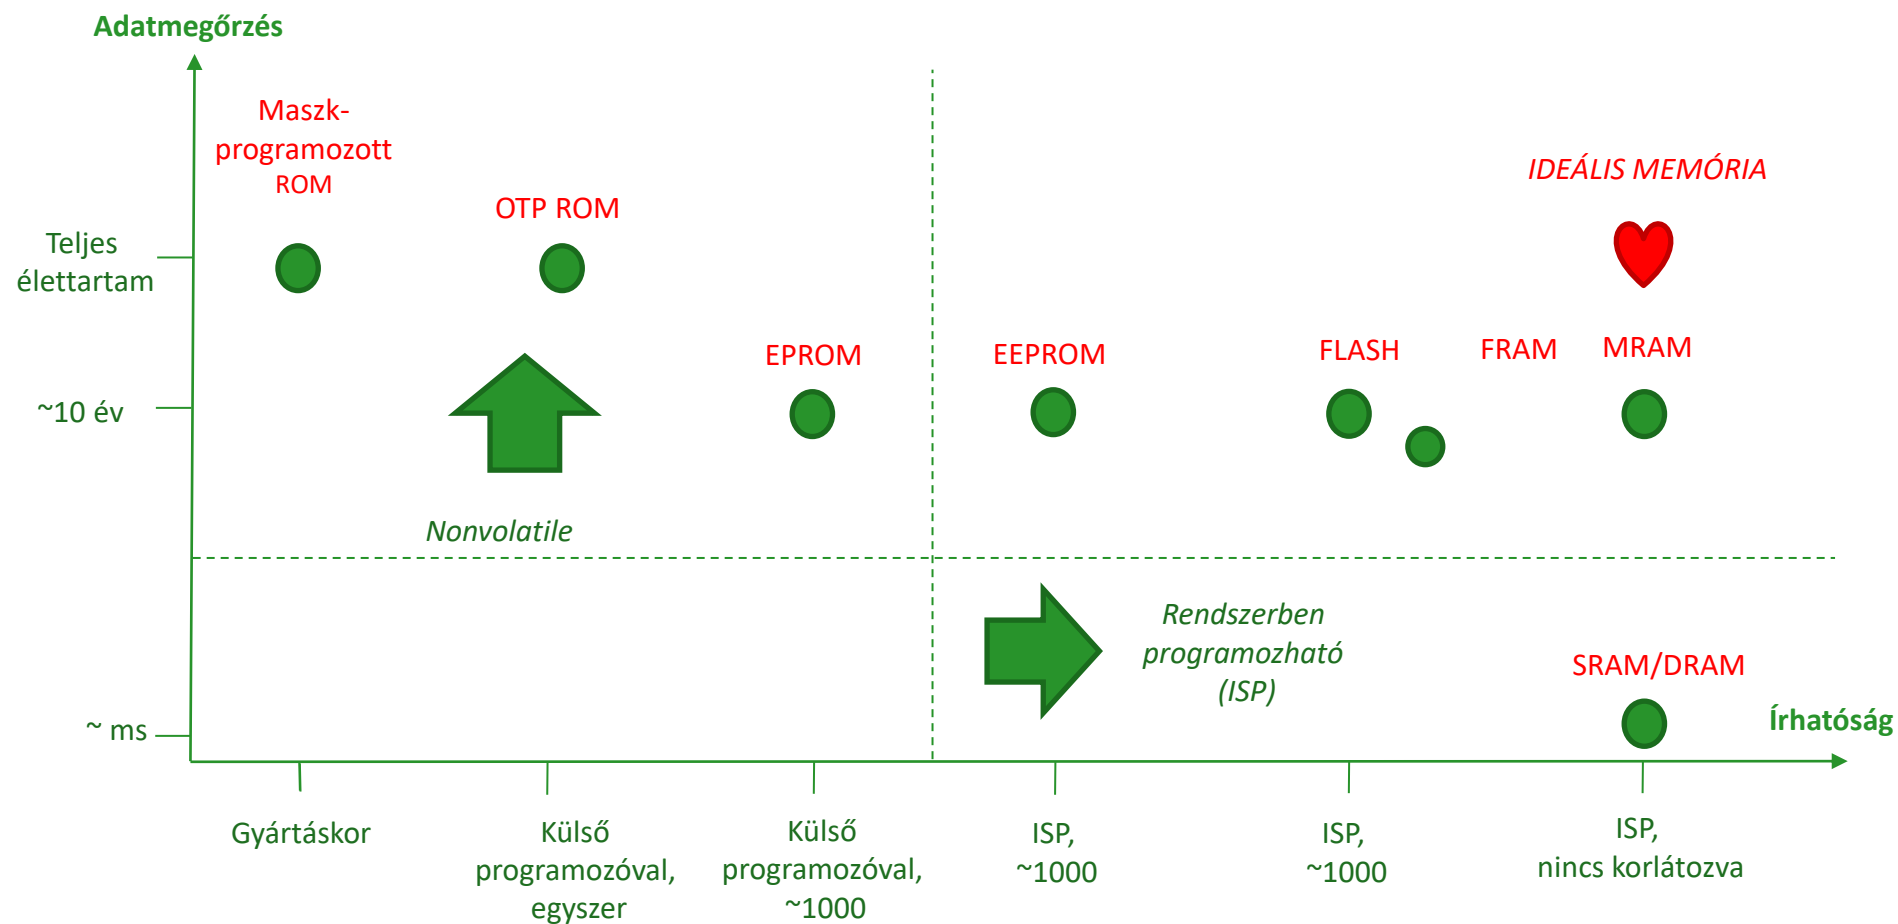 Adatmegőrzés
Maszk-
programozott
ROM
OTP ROM
IDEÁLIS MEMÓRIA
Teljes
élettartam
EPROM
EEPROM
FLASH
FRAM
MRAM
~10 év
Nonvolatile
Rendszerben
programozható
(ISP)
SRAM/DRAM
~ ms
Írhatóság
Gyártáskor
Külső
programozóval,
egyszer
Külső
programozóval,
~1000
ISP,
~1000
ISP,
~1000
ISP,
nincs korlátozva